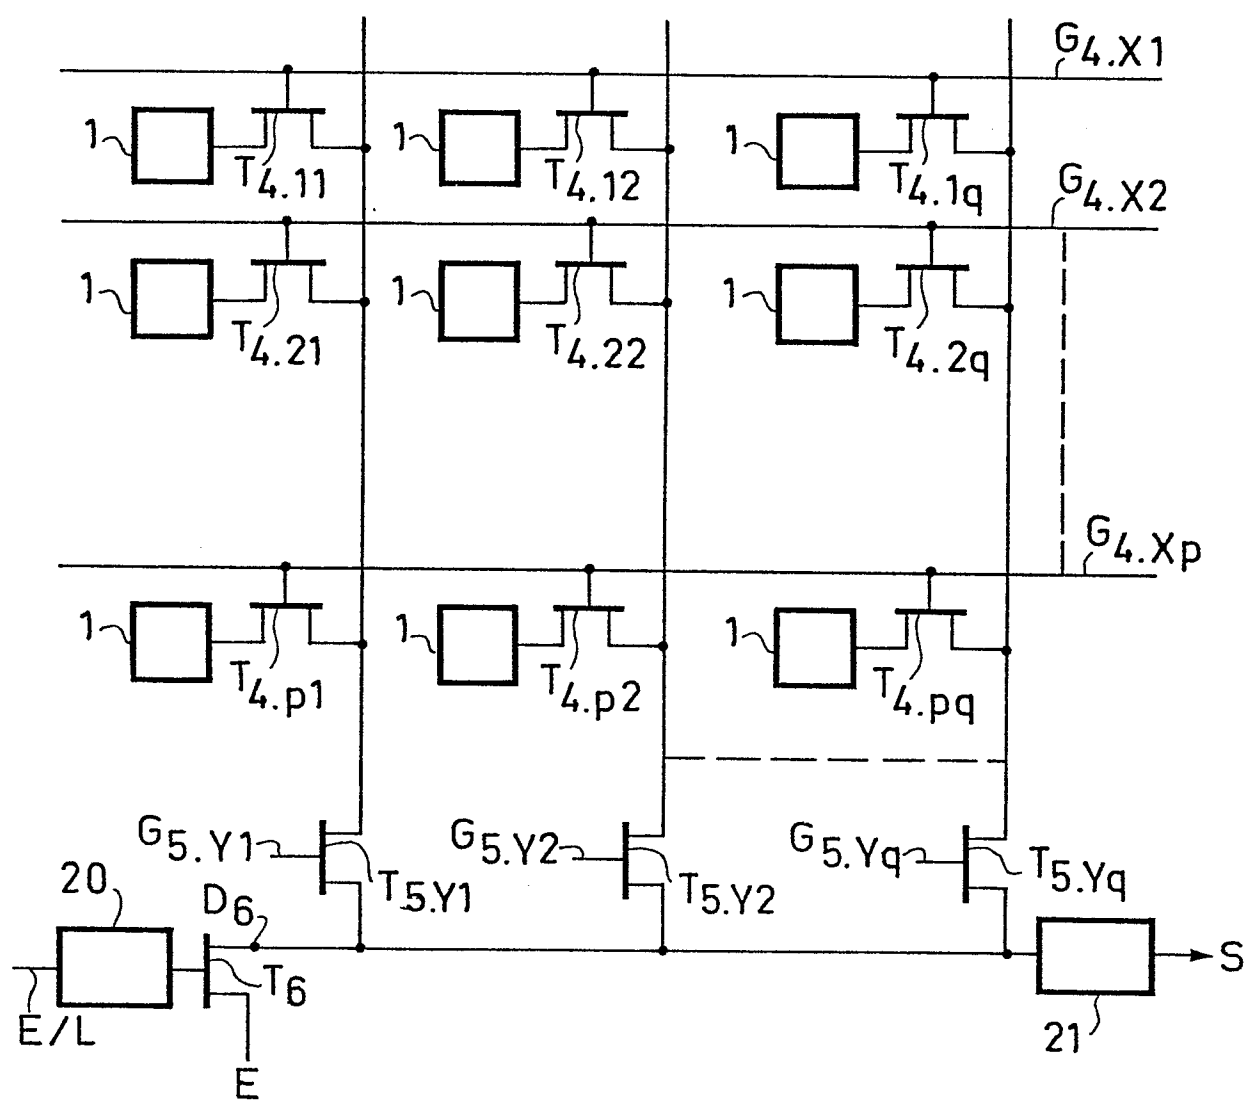 G4.X1
1 T4.11 1 T4.12 1 T4.1q
G4.X2
1 T4.21 1 T4.22 1 T4.2q
G4.Xp
1 T4.p1 1 T4.p2 1 T4.pq
G5.Y1 T5.Y1 G5.Y2 T5.Y2 G5.Yq T5.Yq
20 D6
T6 S
E/L 21
E